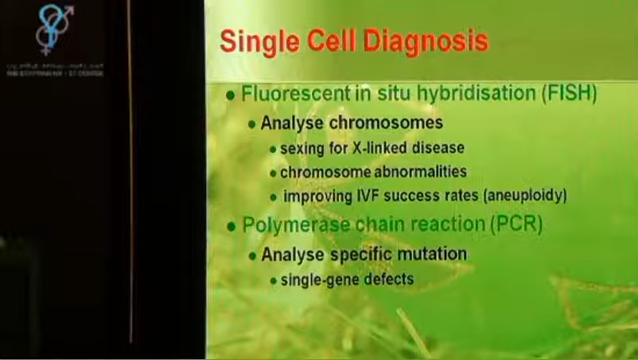 Single Cell Diagnosis
• Fluorescent in situ hybridisation (FISH)
• Analyse chromosomes
• sexing for X-linked disease
• chromosome abnormalities
• improving IVF success rates (aneuploidy)
• Polymerase chain reaction (PCR)
• Analyse specific mutation
• single-gene defects